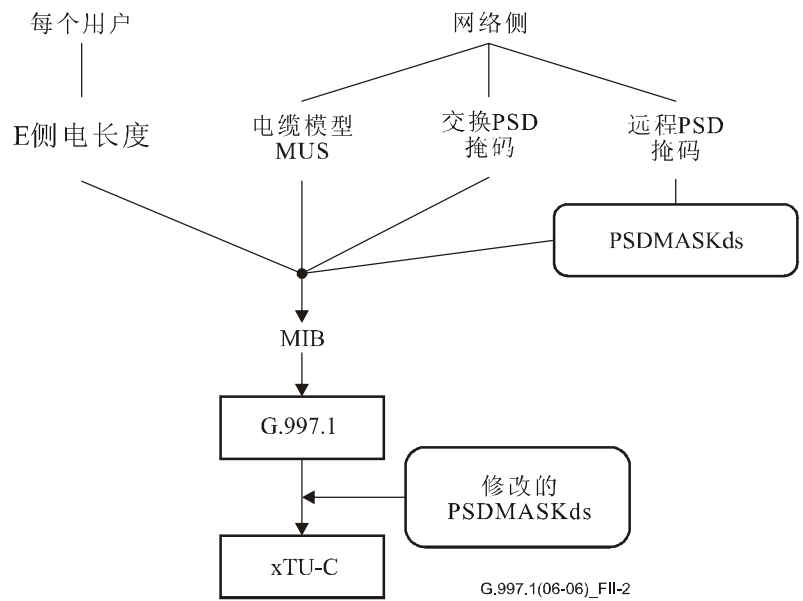 每个用户
网络侧
E侧电长度
电缆模型
MUS
交换PSD
掩码
远程PSD
掩码
PSDMASKds
MIB
G.997.1
修改的
PSDMASKds
xTU-C
G.997.1(06-06)_FII-2